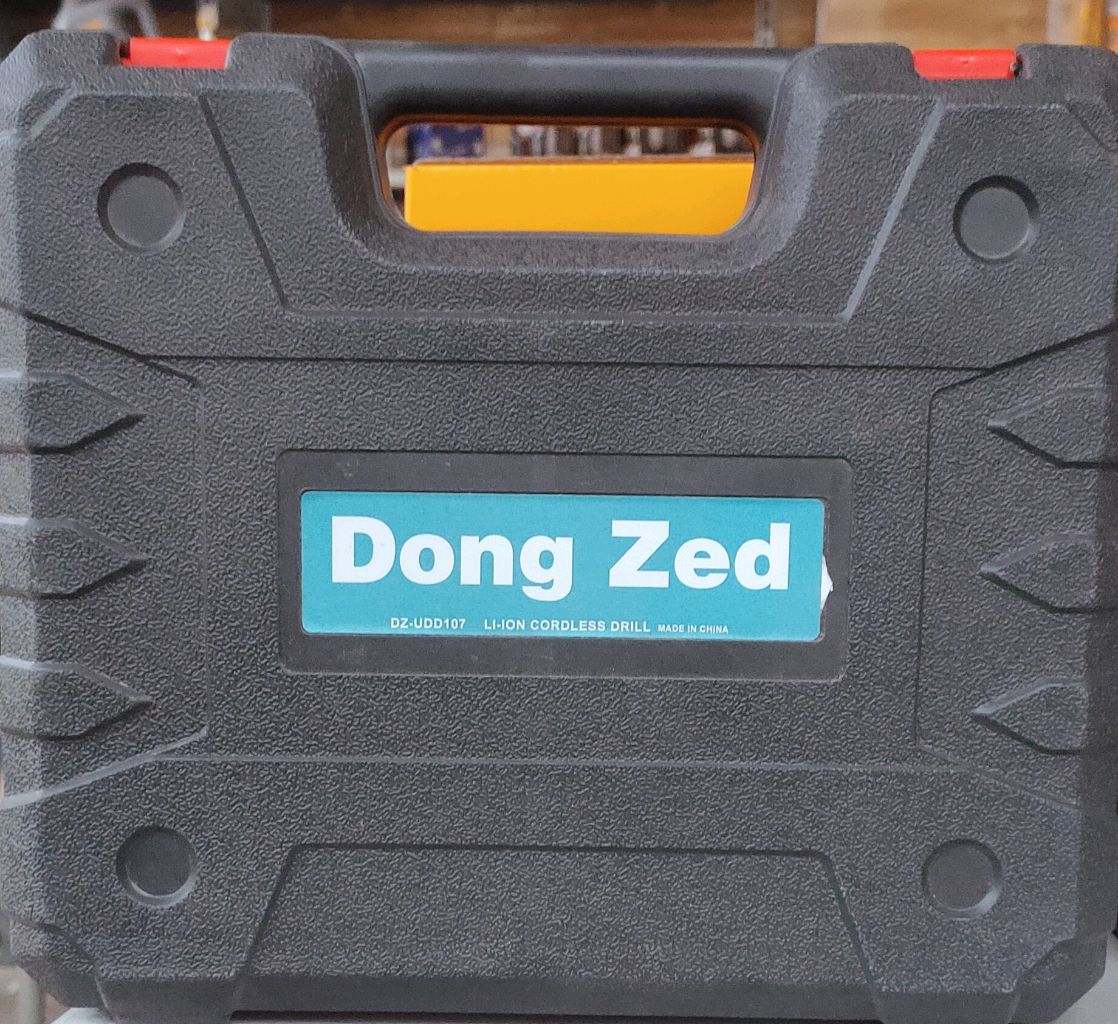 Dong Zed
DZ-UDD107 LI-ION CORDLESS DRILL MADE IN CHINA